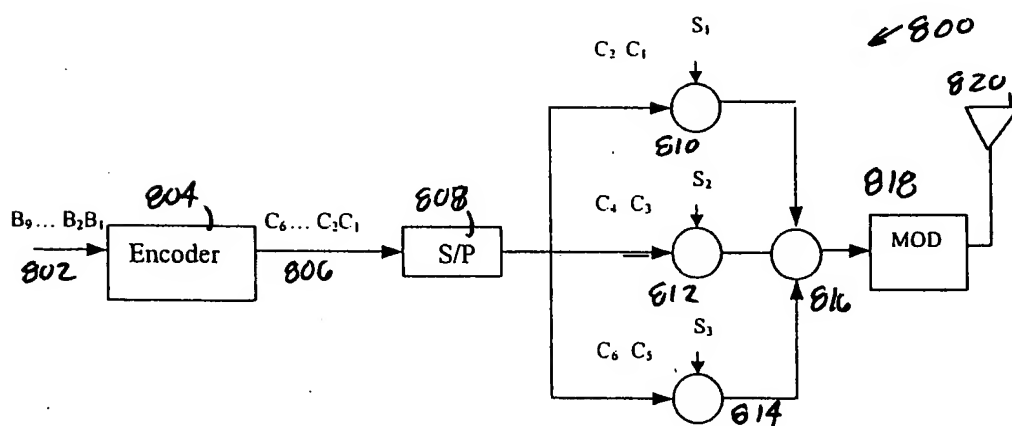 800
S₁
C₂ C₁
820
810
818
S₂
804
808
C₄ C₃
B₉... B₂B₁
C₆... C₂C₁
MOD
Encoder
S/P
802
806
812
816
S₃
C₆ C₅
814